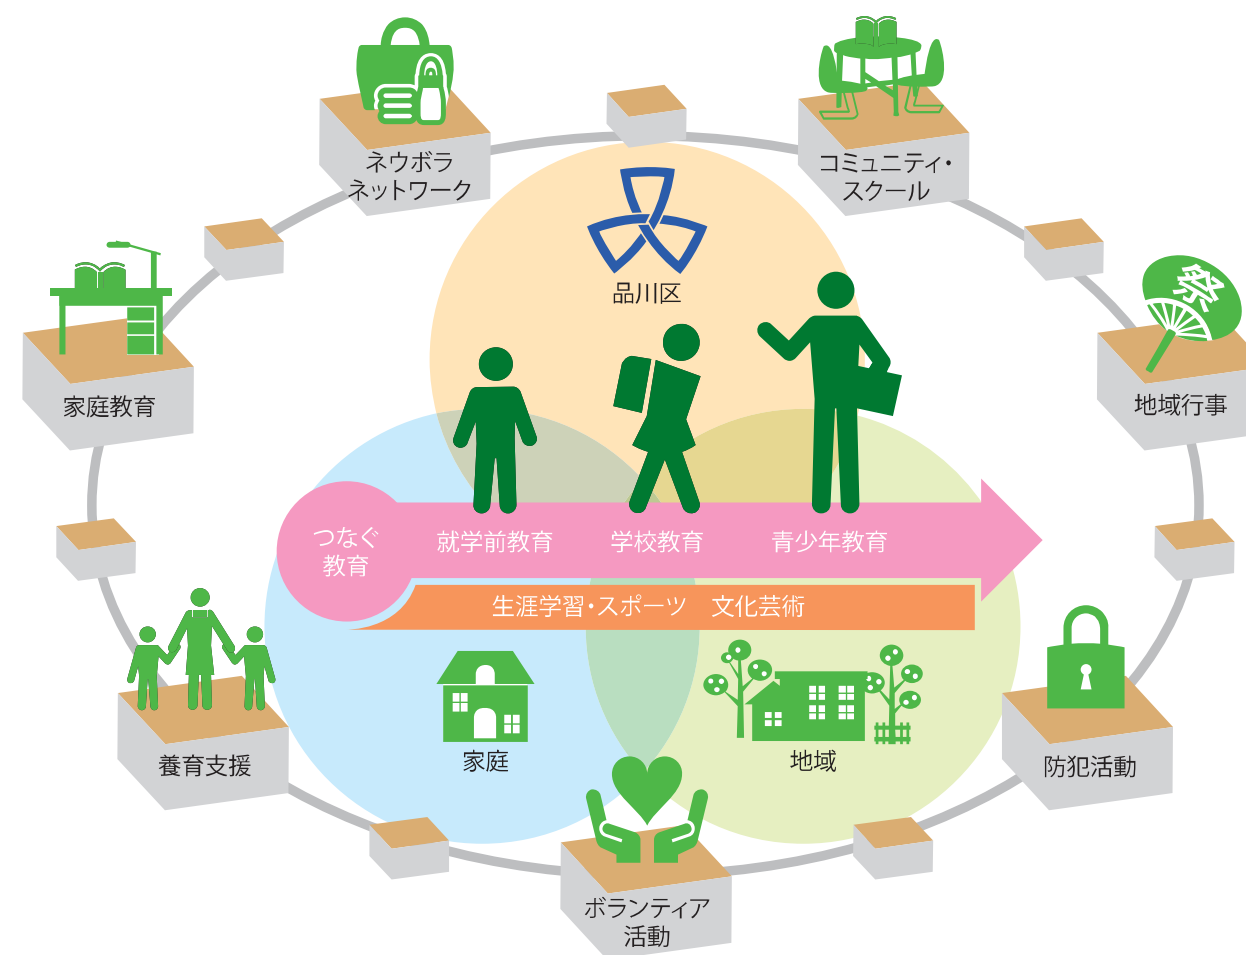 ネウボラ
ネットワーク
コミュニティ・
スクール
品川区
祭
家庭教育
地域行事
つなぐ
教育
就学前教育
学校教育
青少年教育
生涯学習・スポーツ　文化芸術
養育支援
家庭
地域
防犯活動
ボランティア
活動